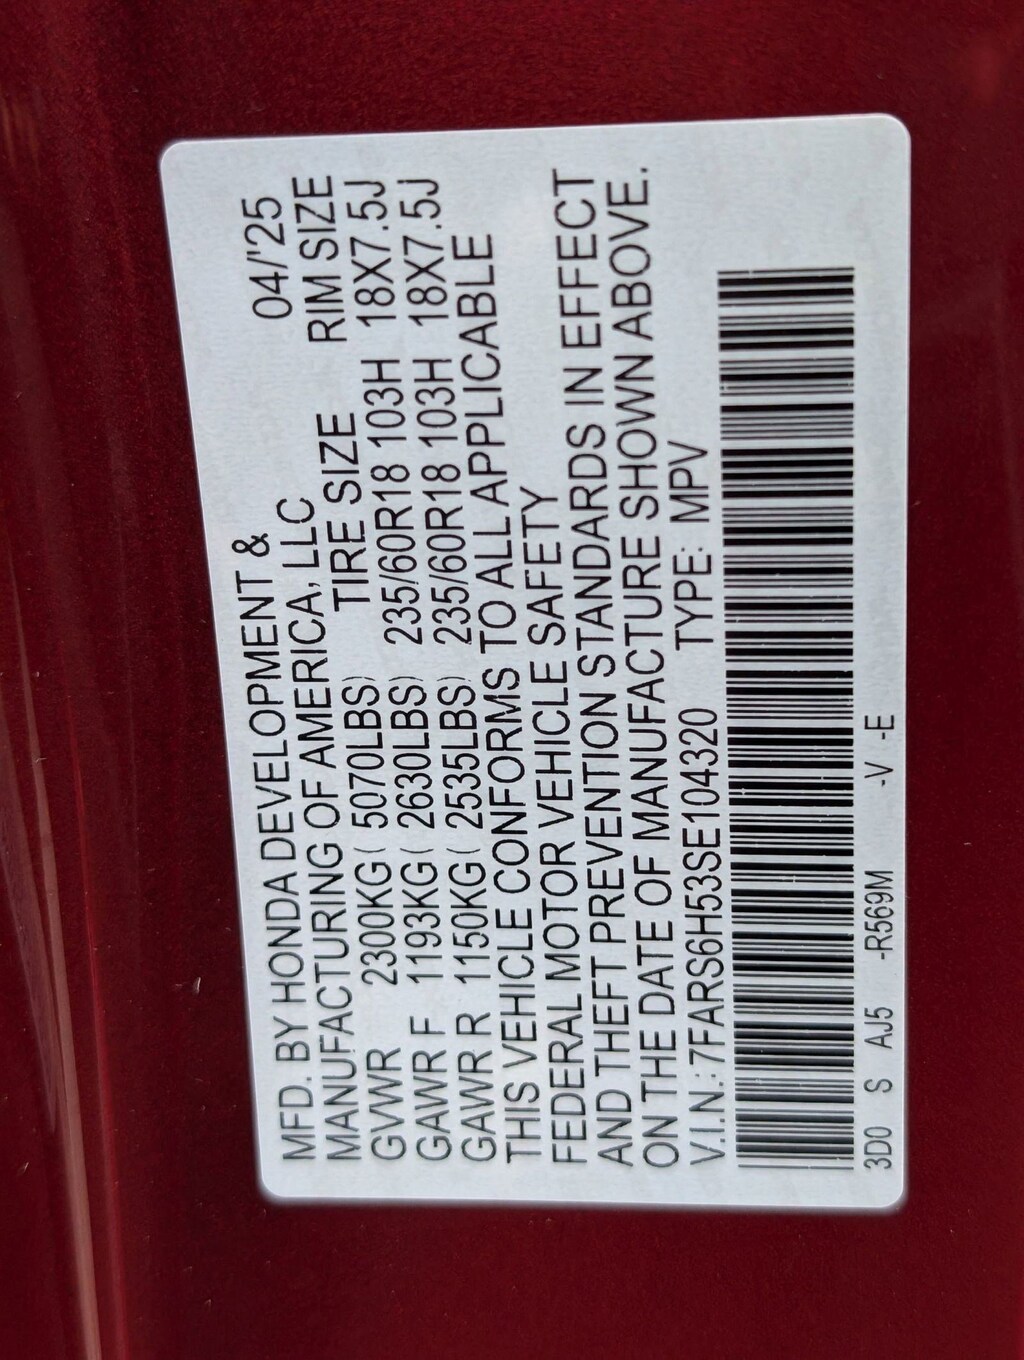 MFD. BY HONDA DEVELOPMENT & 04/'25
MANUFACTURING OF AMERICA, LLC RIM SIZE
TIRE SIZE
GVWR 2300KG( 5070LBS) 235/60R18 103H 18X7.5J
GAWR F 1193KG( 2630LBS) 235/60R18 103H 18X7.5J
GAWR R 1150KG( 2535LBS)
THIS VEHICLE CONFORMS TO ALL APPLICABLE
FEDERAL MOTOR VEHICLE SAFETY
AND THEFT PREVENTION STANDARDS IN EFFECT
ON THE DATE OF MANUFACTURE SHOWN ABOVE.
V.I.N.: 7FARS6H53SE104320 TYPE: MPV
3D0 S AJ5 -R569M -V -E